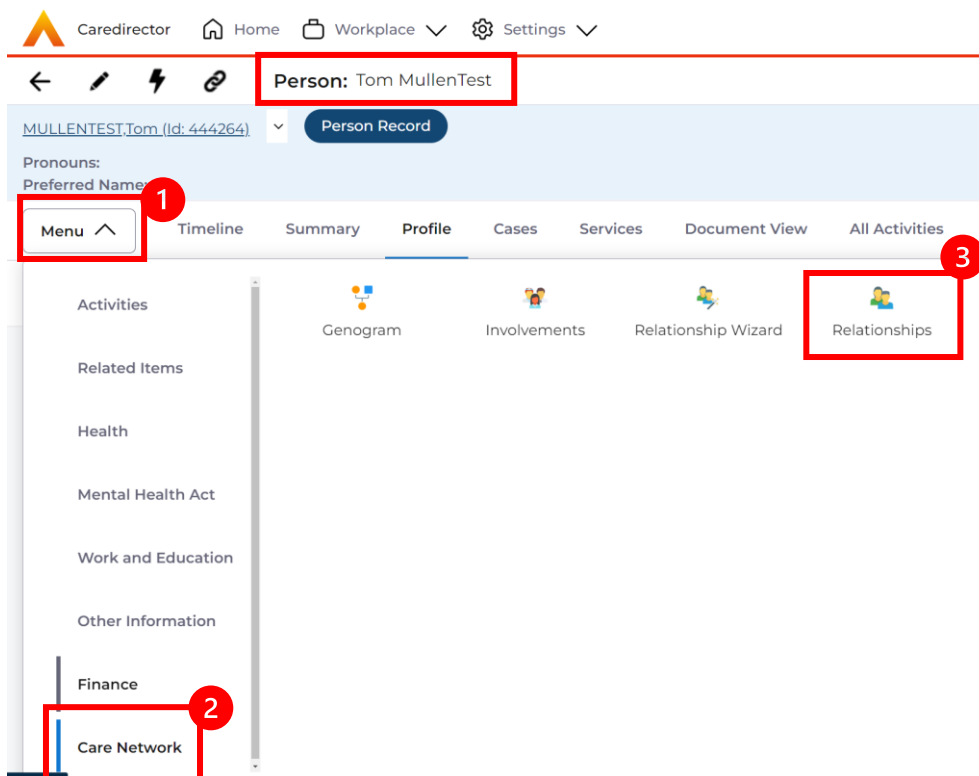 Caredirector Home Workplace Settings
Person: Tom MullenTest
MULLENTEST,Tom (Id: 444264) Person Record
Pronouns:
Preferred Name:
1
Menu Timeline Summary Profile Cases Services Document View All Activities
3
Activities
Genogram Involvements Relationship Wizard Relationships
Related Items
Health
Mental Health Act
Work and Education
Other Information
Finance
2
Care Network